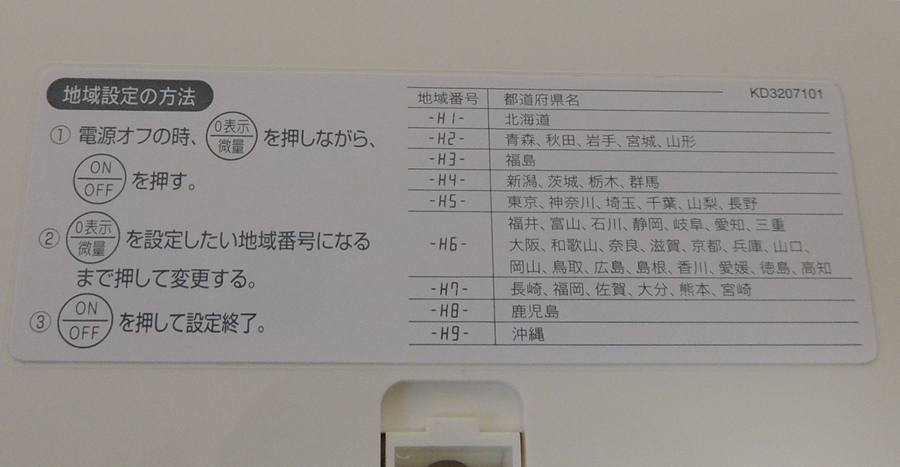 地域設定の方法
① 電源オフの時、0表示/微量を押しながら、
ON/OFFを押す。
② 0表示/微量を設定したい地域番号になる
まで押して変更する。
③ ON/OFFを押して設定終了。
KD3207101
地域番号 都道府県名
-H1- 北海道
-H2- 青森、秋田、岩手、宮城、山形
-H3- 福島
-H4- 新潟、茨城、栃木、群馬
-H5- 東京、神奈川、埼玉、千葉、山梨、長野
福井、富山、石川、静岡、岐阜、愛知、三重
-H6- 大阪、和歌山、奈良、滋賀、京都、兵庫、山口、
岡山、鳥取、広島、島根、香川、愛媛、徳島、高知
-H7- 長崎、福岡、佐賀、大分、熊本、宮崎
-H8- 鹿児島
-H9- 沖縄